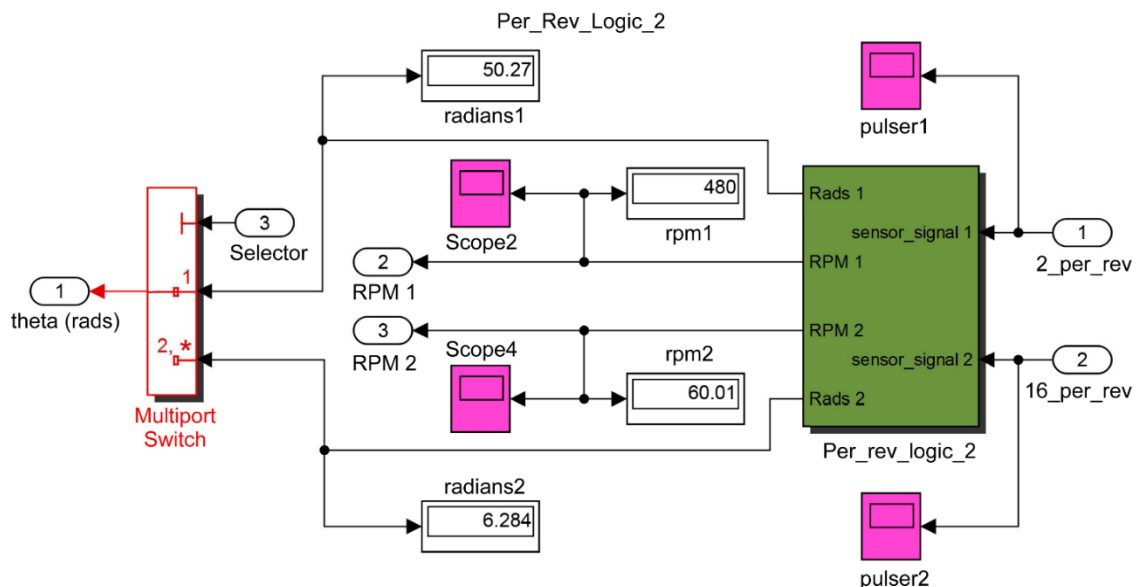 Per_Rev_Logic_2
50.27
radians1
pulser1
Scope2
480
rpm1
Rads 1
sensor_signal 1
1
2_per_rev
3
Selector
2
RPM 1
RPM 1
1
1
theta (rads)
3
RPM 2
RPM 2
2, *
Scope4
rpm2
60.01
sensor_signal 2
2
16_per_rev
Rads 2
Multiport
Switch
Per_rev_logic_2
radians2
6.284
pulser2